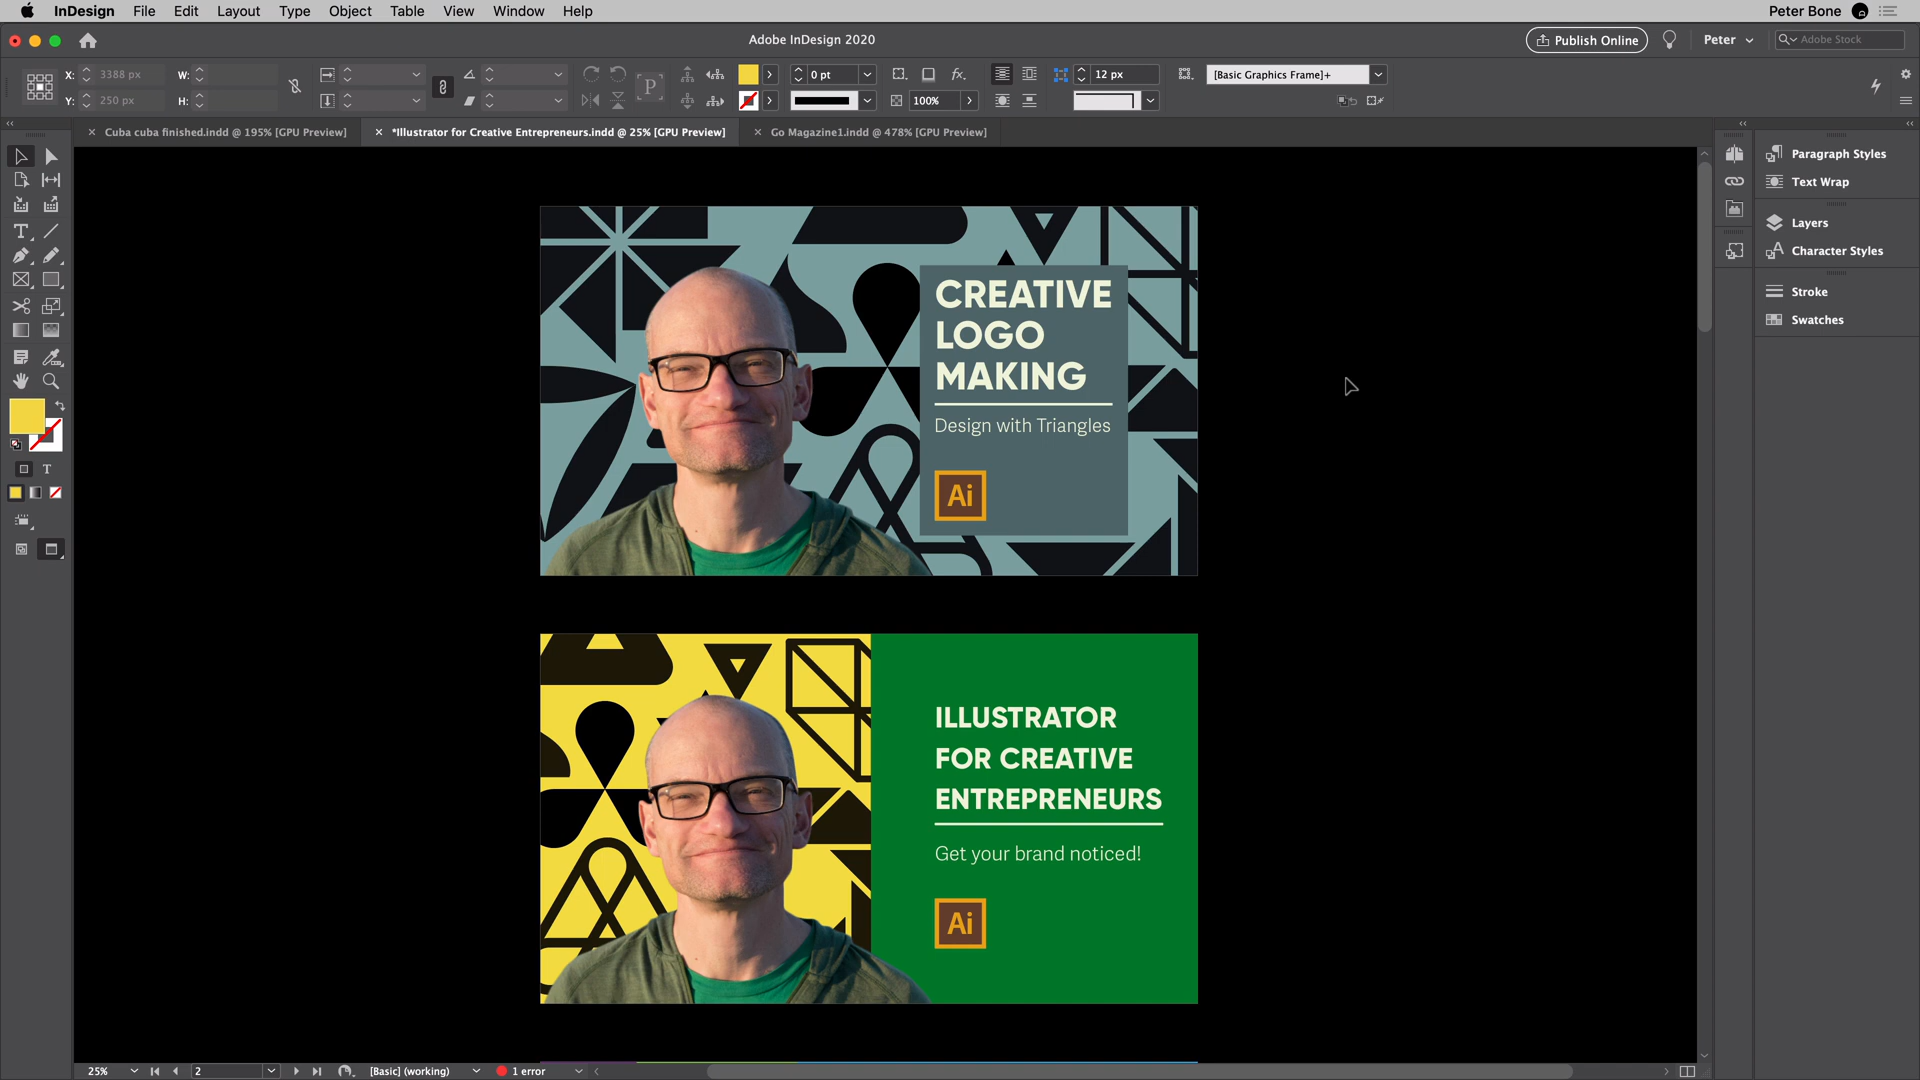 InDesign File Edit Layout Type Object Table View Window Help
Peter Bone
Adobe InDesign 2020
Publish Online
Peter
Adobe Stock
X: 3388 px
W:
0 pt
12 px
[Basic Graphics Frame]+
Y: 250 px
H:
P
fx.
100%
Cuba cuba finished.indd @ 195% [GPU Preview]
*Illustrator for Creative Entrepreneurs.indd @ 25% [GPU Preview]
Go Magazine1.indd @ 478% [GPU Preview]
Paragraph Styles
Text Wrap
Layers
Character Styles
Stroke
Swatches
T
T
CREATIVE
LOGO
MAKING
Design with Triangles
Ai
ILLUSTRATOR
FOR CREATIVE
ENTREPRENEURS
Get your brand noticed!
Ai
25%
2
[Basic] (working)
1 error